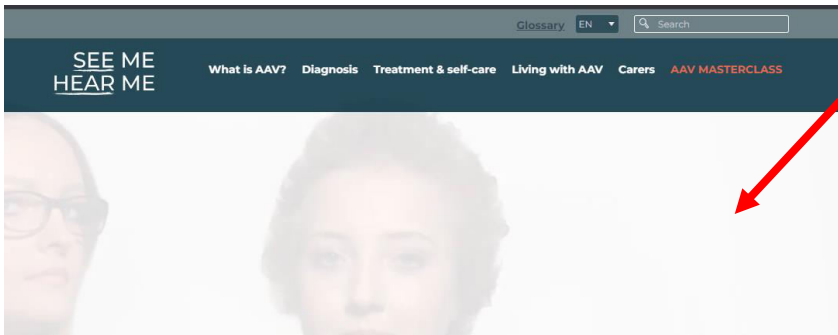 Glossary EN Search
SEE ME
HEAR ME
What is AAV? Diagnosis Treatment & self-care Living with AAV Carers AAV MASTERCLASS